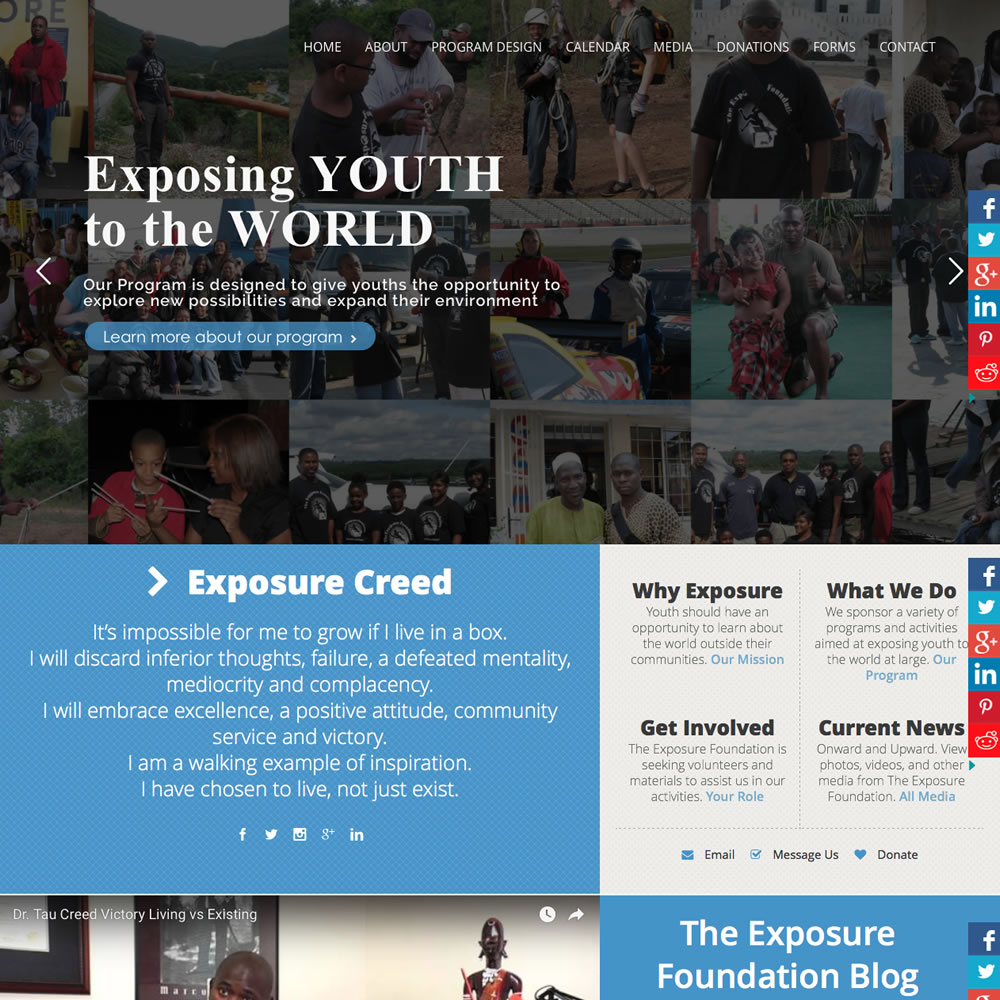 ORE
HOME ABOUT PROGRAM DESIGN CALENDAR MEDIA DONATIONS FORMS CONTACT
Exposing YOUTH
to the WORLD
Our Program is designed to give youths the opportunity to
explore new possibilities and expand their environment
Learn more about our program ›
Exposure Creed
It’s impossible for me to grow if I live in a box.
I will discard inferior thoughts, failure, a defeated mentality,
mediocrity and complacency.
I will embrace excellence, a positive attitude, community
service and victory.
I am a walking example of inspiration.
I have chosen to live, not just exist.
Why Exposure
Youth should have an
opportunity to learn about
the world outside their
communities. Our Mission
What We Do
We sponsor a variety of
programs and activities
aimed at exposing youth to
the world at large. Our
Program
Get Involved
The Exposure Foundation is
seeking volunteers and
materials to assist us in our
activities. Your Role
Current News
Onward and Upward. View
photos, videos, and other
media from The Exposure
Foundation. All Media
Email Message Us Donate
Dr. Tau Creed Victory Living vs Existing
The Exposure
Foundation Blog